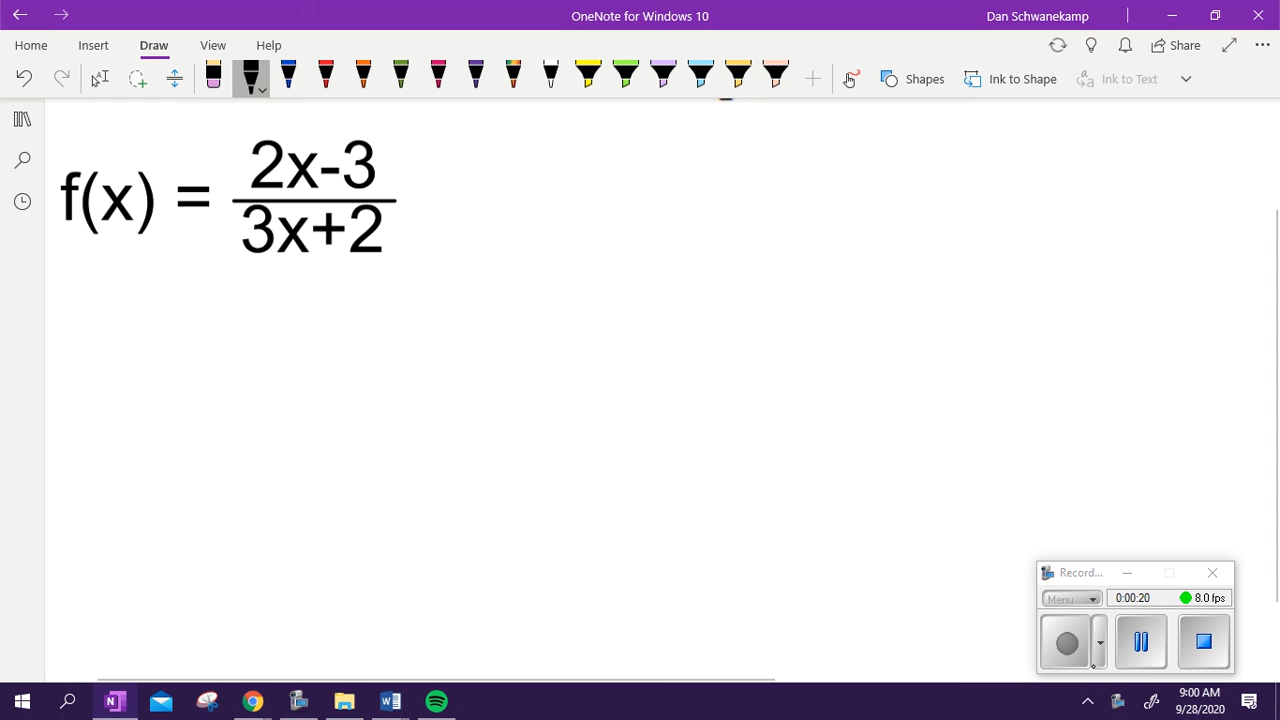 OneNote for Windows 10
Dan Schwanekamp
Home Insert Draw View Help
Share
Shapes Ink to Shape Ink to Text
f(x) = \frac{2x-3}{3x+2}
Record...
Menu 0:00:20 8.0 fps
9:00 AM
9/28/2020